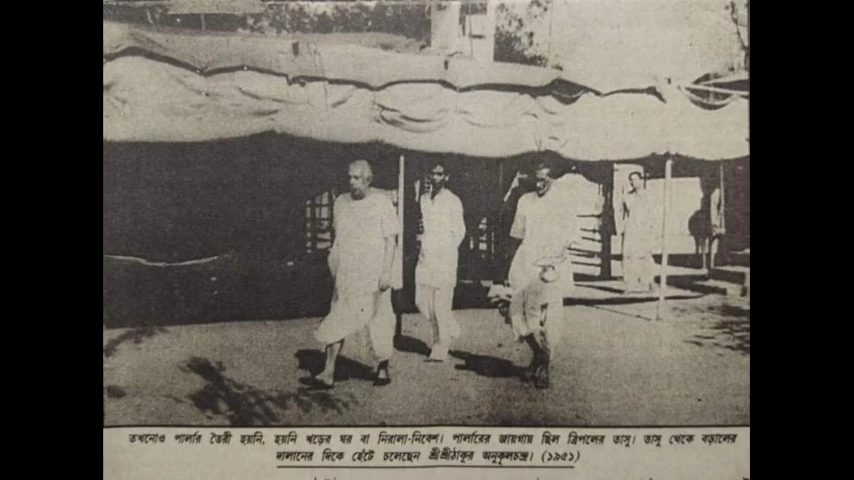 তখনোও পার্লার তৈরী হয়নি, হয়নি খড়ের ঘর বা নিরালা-নিবেশ। পার্লারের জায়গায় ছিল ত্রিপলের তাসু। তাসু থেকে বড়ালের
দালানের দিকে হেঁটে চলেছেন শ্রীশ্রীঠাকুর অনুকূলচন্দ্র। (১৯৫১)